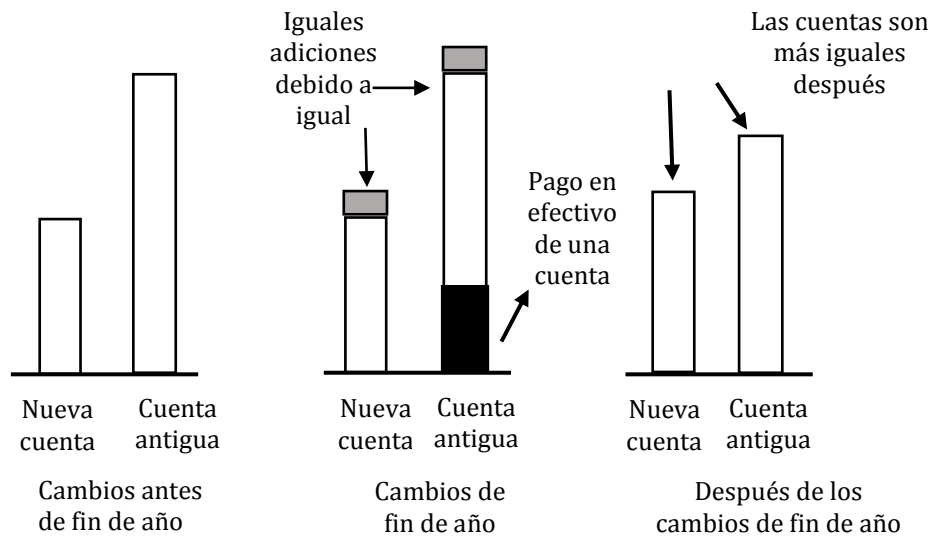 Iguales
adiciones
debido a
igual
Las cuentas son
más iguales
después
Pago en
efectivo
de una
cuenta
Nueva
cuenta
Cuenta
antigua
Nueva
cuenta
Cuenta
antigua
Nueva
cuenta
Cuenta
antigua
Cambios antes
de fin de año
Cambios de
fin de año
Después de los
cambios de fin de año